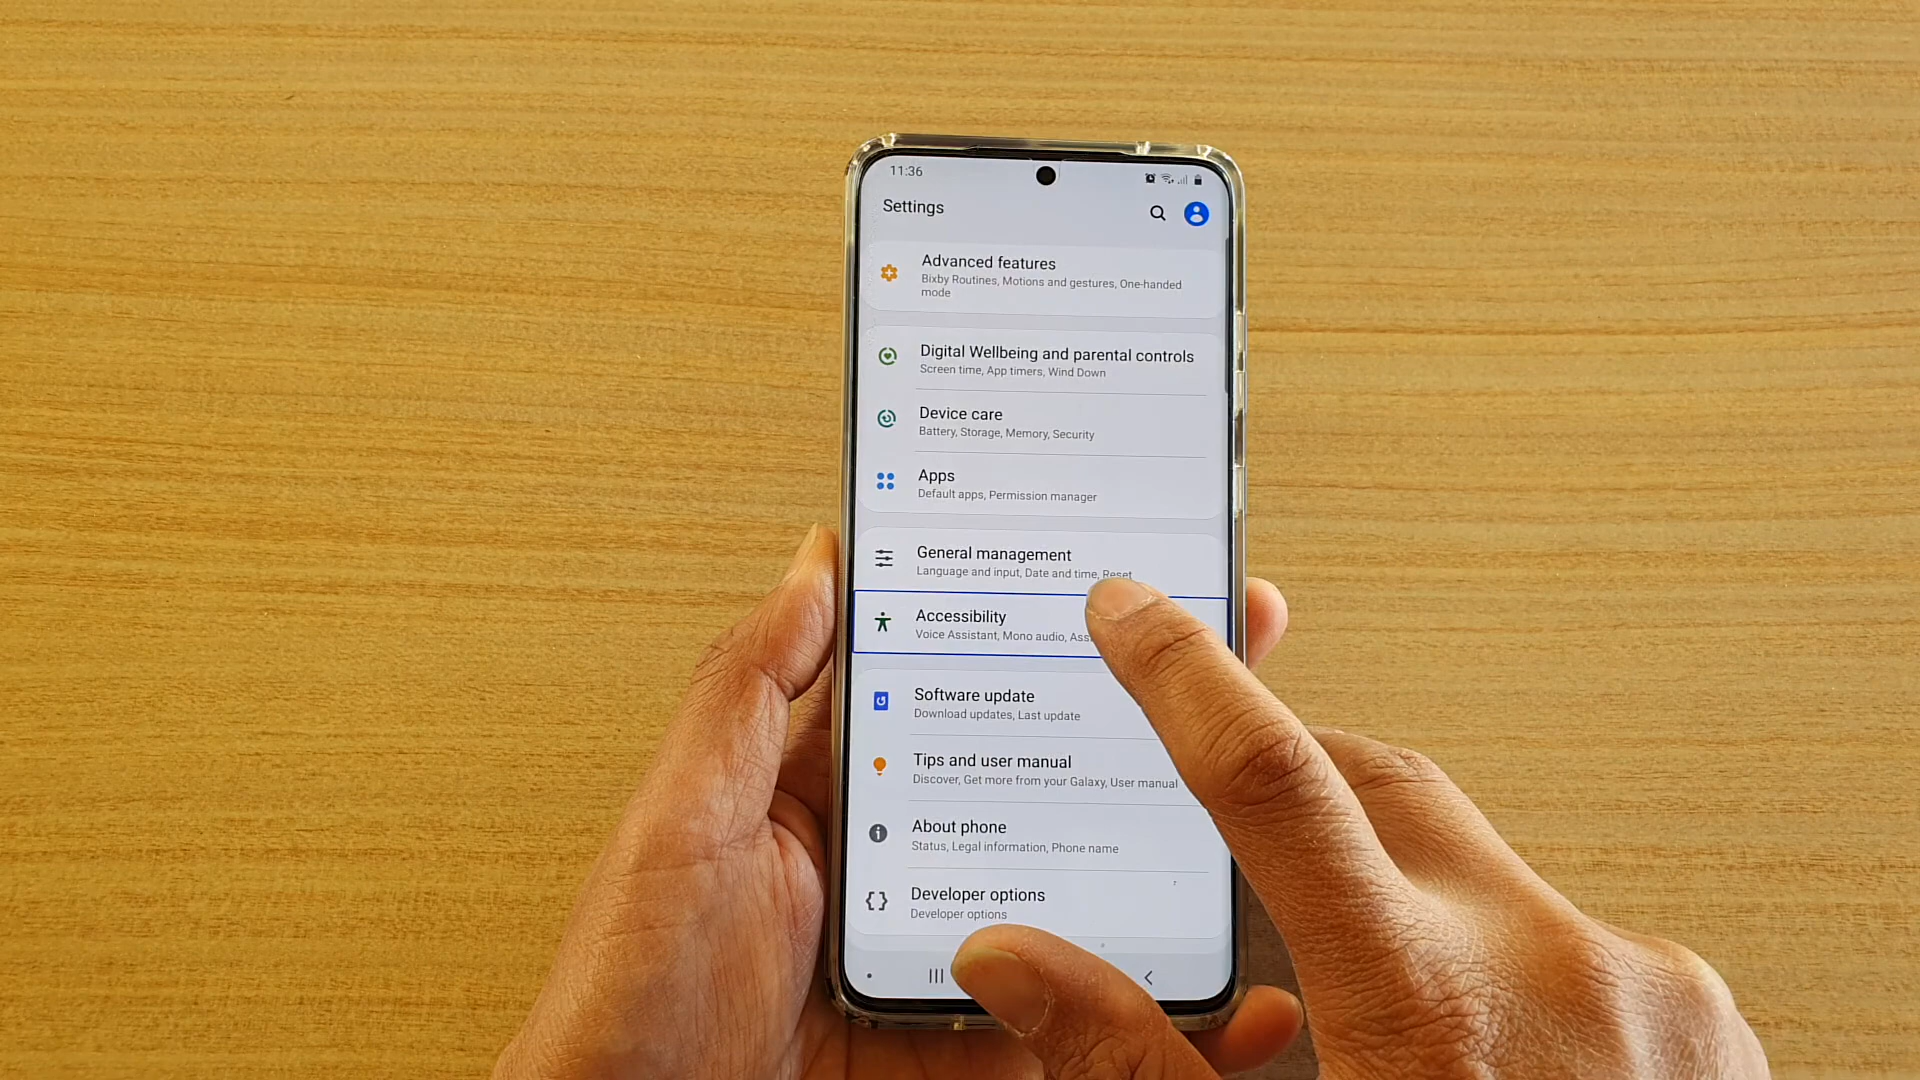 11:36
Settings
Advanced features
Bixby Routines, Motions and gestures, One-handed
mode
Digital Wellbeing and parental controls
Screen time, App timers, Wind Down
Device care
Battery, Storage, Memory, Security
Apps
Default apps, Permission manager
General management
Language and input, Date and time, Reset
Accessibility
Voice Assistant, Mono audio,
Software update
Download updates, Last update
Tips and user manual
Discover, Get more from your Galaxy, User manual
About phone
Status, Legal information, Phone name
Developer options
Developer options